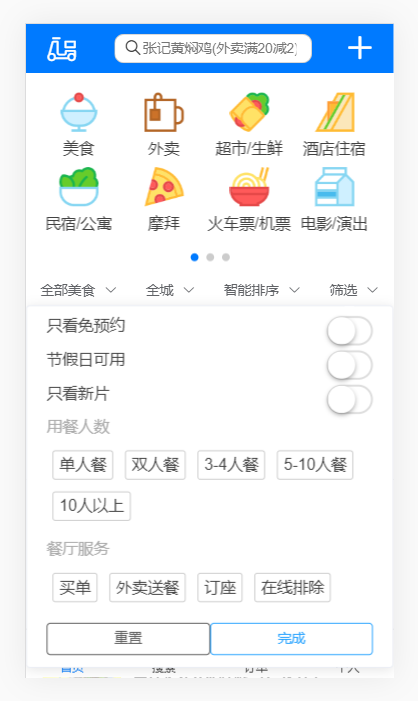 张记黄焖鸡(外卖满20减2)
美食 外卖 超市/生鲜 酒店住宿
民宿/公寓 摩拜 火车票/机票 电影/演出
全部美食 全城 智能排序 筛选
只看免预约
节假日可用
只看新片
用餐人数
单人餐 双人餐 3-4人餐 5-10人餐
10人以上
餐厅服务
买单 外卖送餐 订座 在线排除
重置 完成